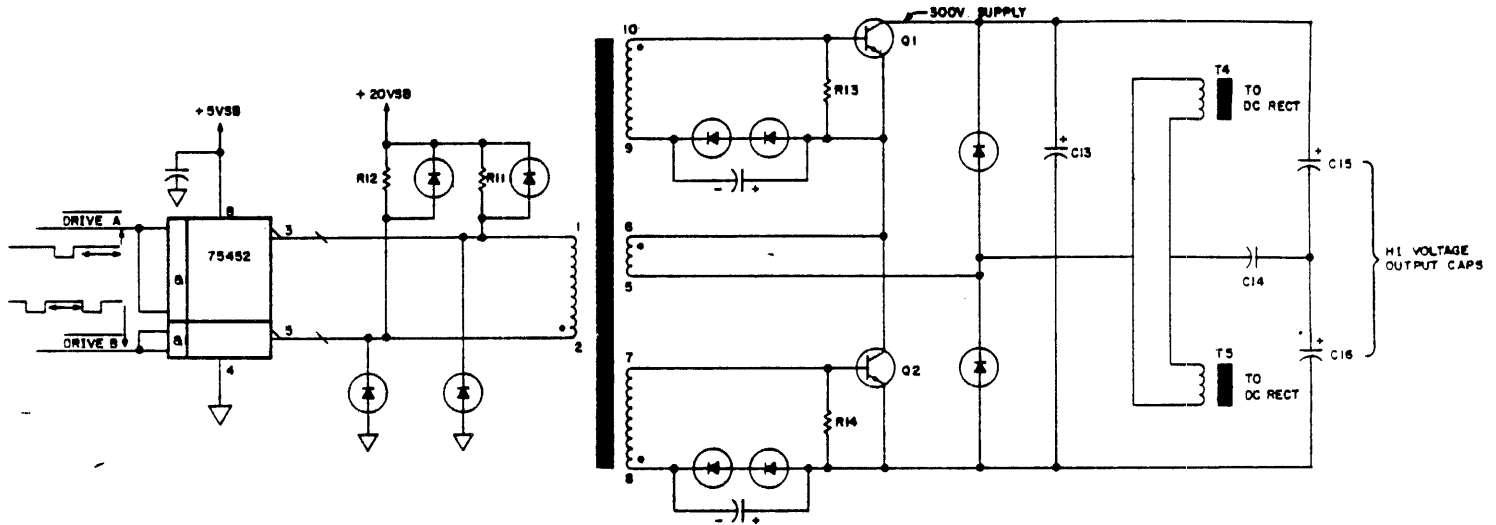 300V. SUPPLY
10
Q1
T4
TO
DC RECT
+5VSB
+20VSB
R13
9
C13
C15
R12
R11
8
DRIVE A
3
1
6
75452
HI VOLTAGE
OUTPUT CAPS
&
5
C14
DRIVE B
&
5
2
7
Q2
T5
TO
DC RECT
C16
4
R14
8
- +
- +